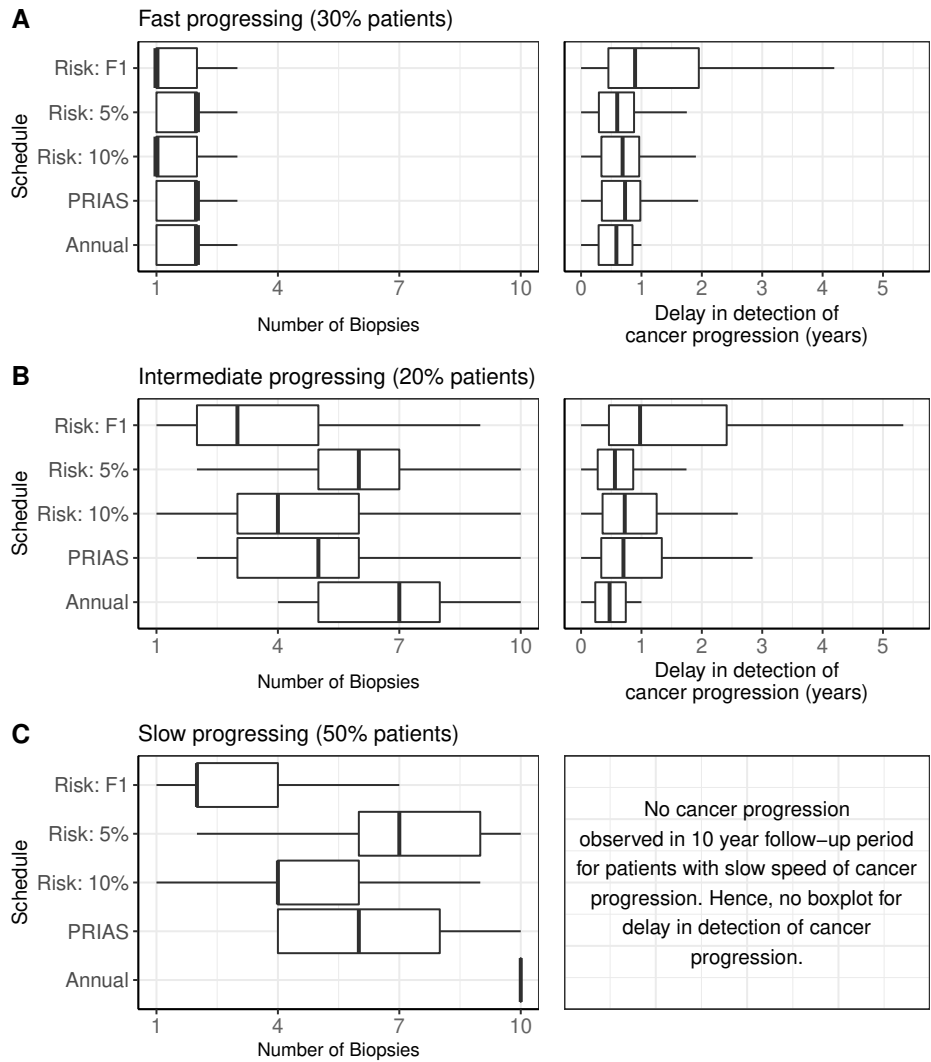 A
Fast progressing (30% patients)
Schedule
Risk: F1
Risk: 5%
Risk: 10%
PRIAS
Annual
1 4 7 10
Number of Biopsies
0 1 2 3 4 5
Delay in detection of
cancer progression (years)
B
Intermediate progressing (20% patients)
Schedule
Risk: F1
Risk: 5%
Risk: 10%
PRIAS
Annual
1 4 7 10
Number of Biopsies
0 1 2 3 4 5
Delay in detection of
cancer progression (years)
C
Slow progressing (50% patients)
Schedule
Risk: F1
Risk: 5%
Risk: 10%
PRIAS
Annual
1 4 7 10
Number of Biopsies
No cancer progression
observed in 10 year follow−up period
for patients with slow speed of cancer
progression. Hence, no boxplot for
delay in detection of cancer
progression.